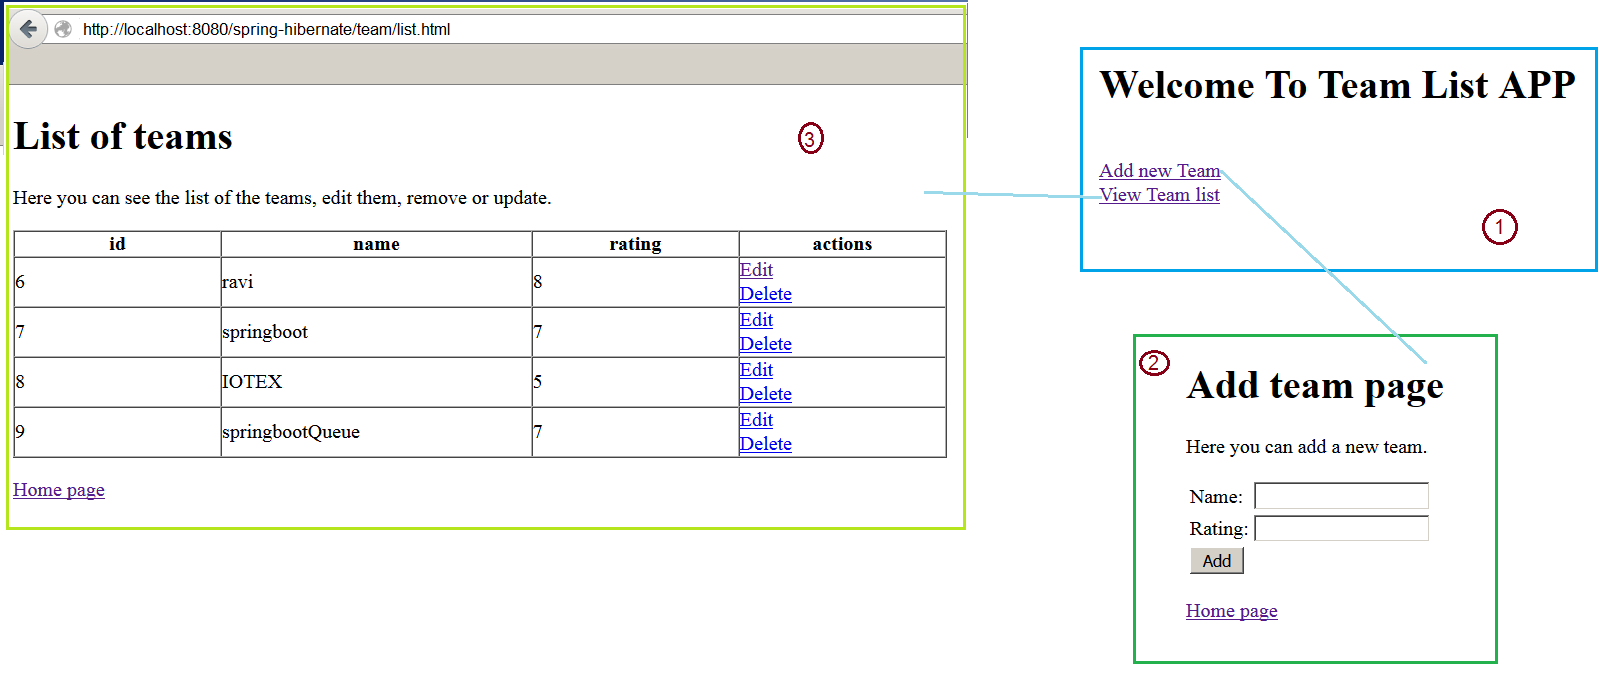 http://localhost:8080/spring-hibernate/team/list.html
List of teams
3
Here you can see the list of the teams, edit them, remove or update.
id name rating actions
6 ravi 8 Edit
Delete
7 springboot 7 Edit
Delete
8 IOTEX 5 Edit
Delete
9 springbootQueue 7 Edit
Delete
Home page
Welcome To Team List APP
Add new Team
View Team list
1
2
Add team page
Here you can add a new team.
Name:
Rating:
Add
Home page